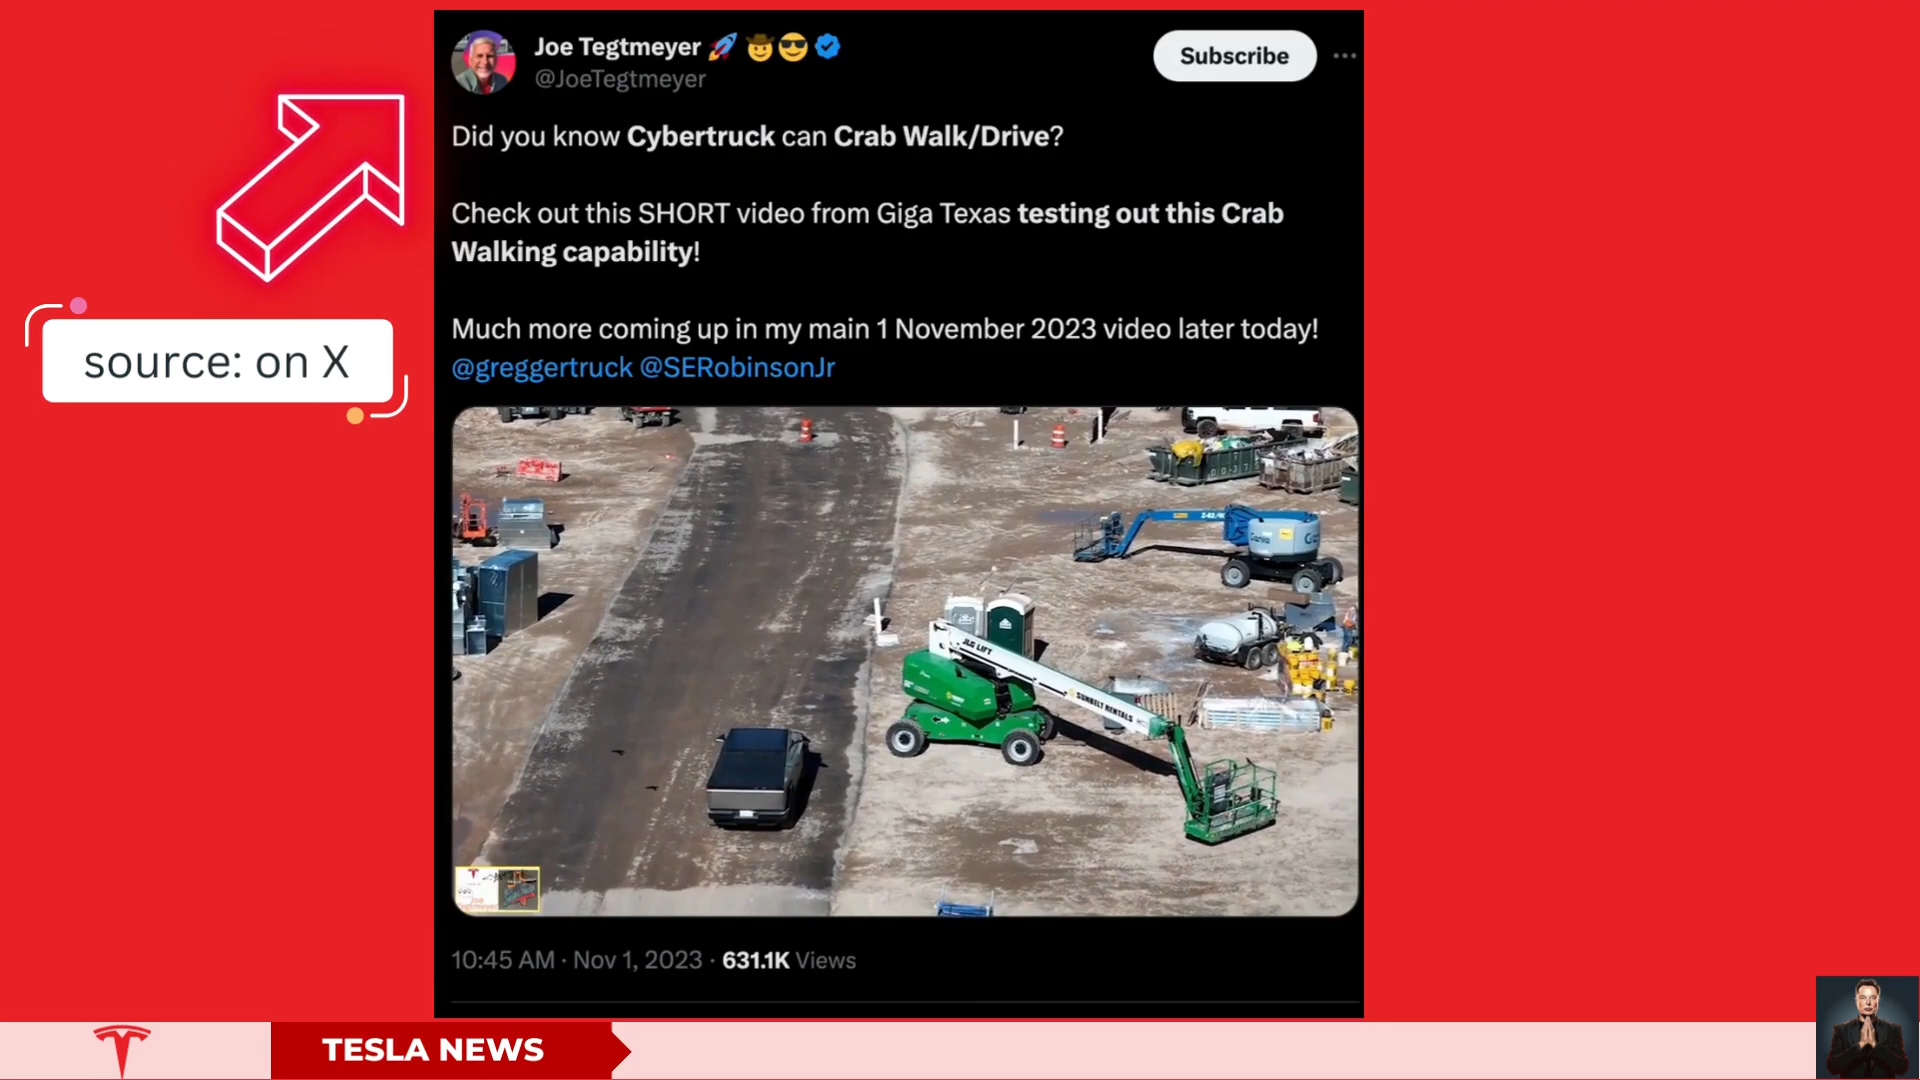 Joe Tegtmeyer 🚀 🤠 😎
@JoeTegtmeyer
Subscribe
Did you know Cybertruck can Crab Walk/Drive?
Check out this SHORT video from Giga Texas testing out this Crab
Walking capability!
Much more coming up in my main 1 November 2023 video later today!
@greggertruck @SERobinsonJr
source: on X
Genie
JLG LIFT
SUNBELT RENTALS
Joe
Tegtmeyer
10:45 AM · Nov 1, 2023 · 631.1K Views
TESLA NEWS